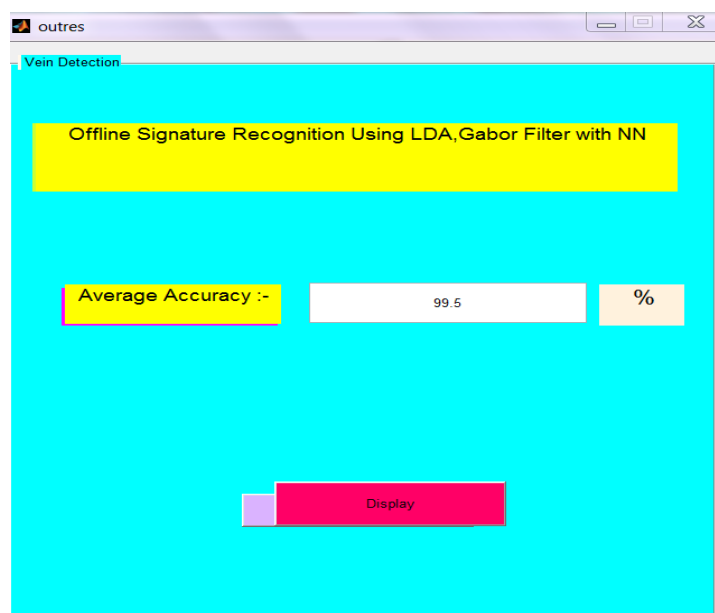 outres
Vein Detection
Offline Signature Recognition Using LDA,Gabor Filter with NN
Average Accuracy :- 99.5 %
Display